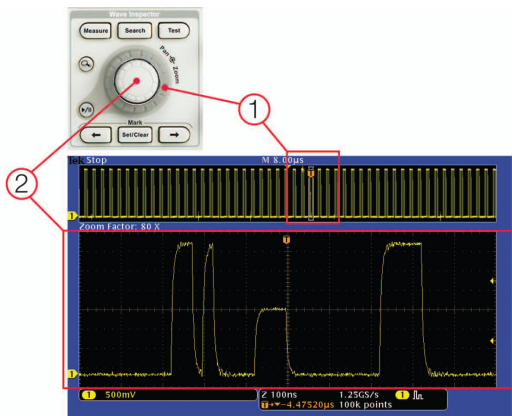 Wave Inspector
Measure Search Test
Pan Zoom
Mark
← Set/Clear →
1
2
Tek Stop M 8.00µs
T
1
Zoom Factor: 80 X
T
1
1 500mV
Z 100ns 1.25GS/s 1
T→▼-4.47520µs 100k points